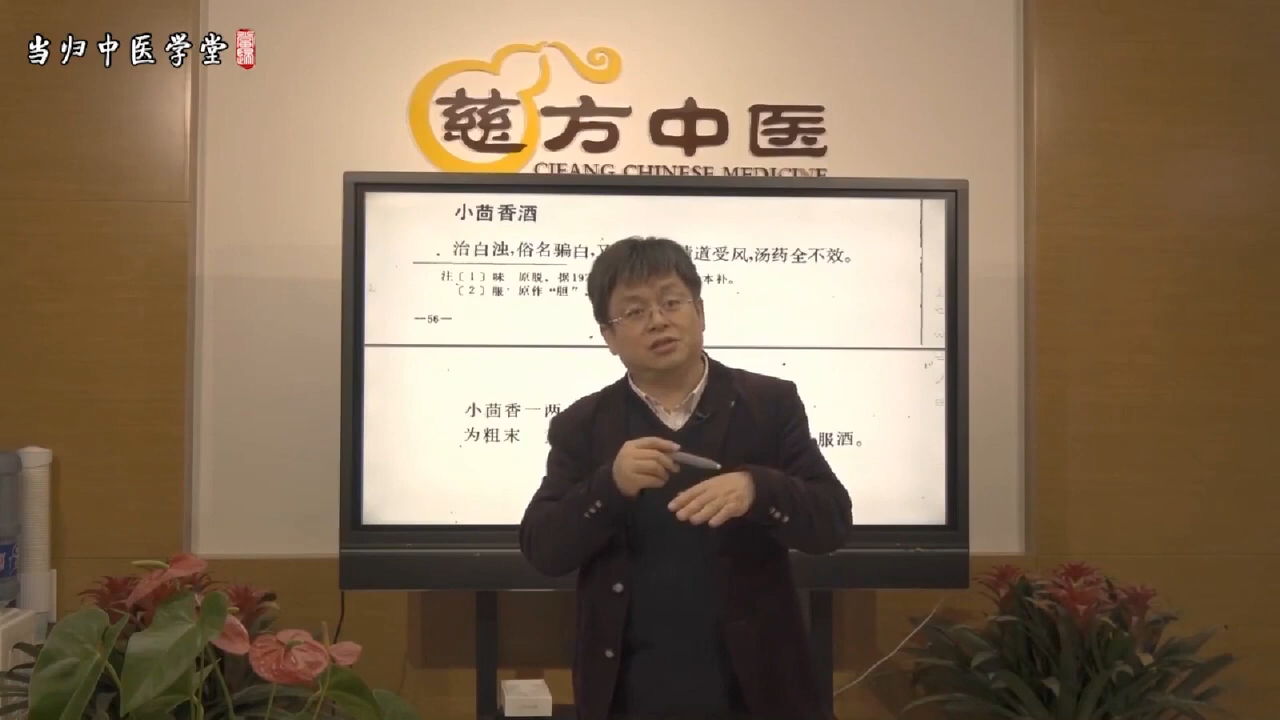 当归中医学堂
慈方中医
CIFANG CHINESE MEDICINE
小茴香酒
治白浊,俗名骗白,又 精道受风,汤药全不效。
注〔1〕味 原脱。据19 本补。
〔2〕服 原作“胆”
—56—
小茴香一两
为粗末 服酒。